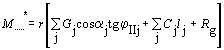 M.....* = r[∑j Gj cosαj tgφIIj + ∑j Cj lj + Rg]